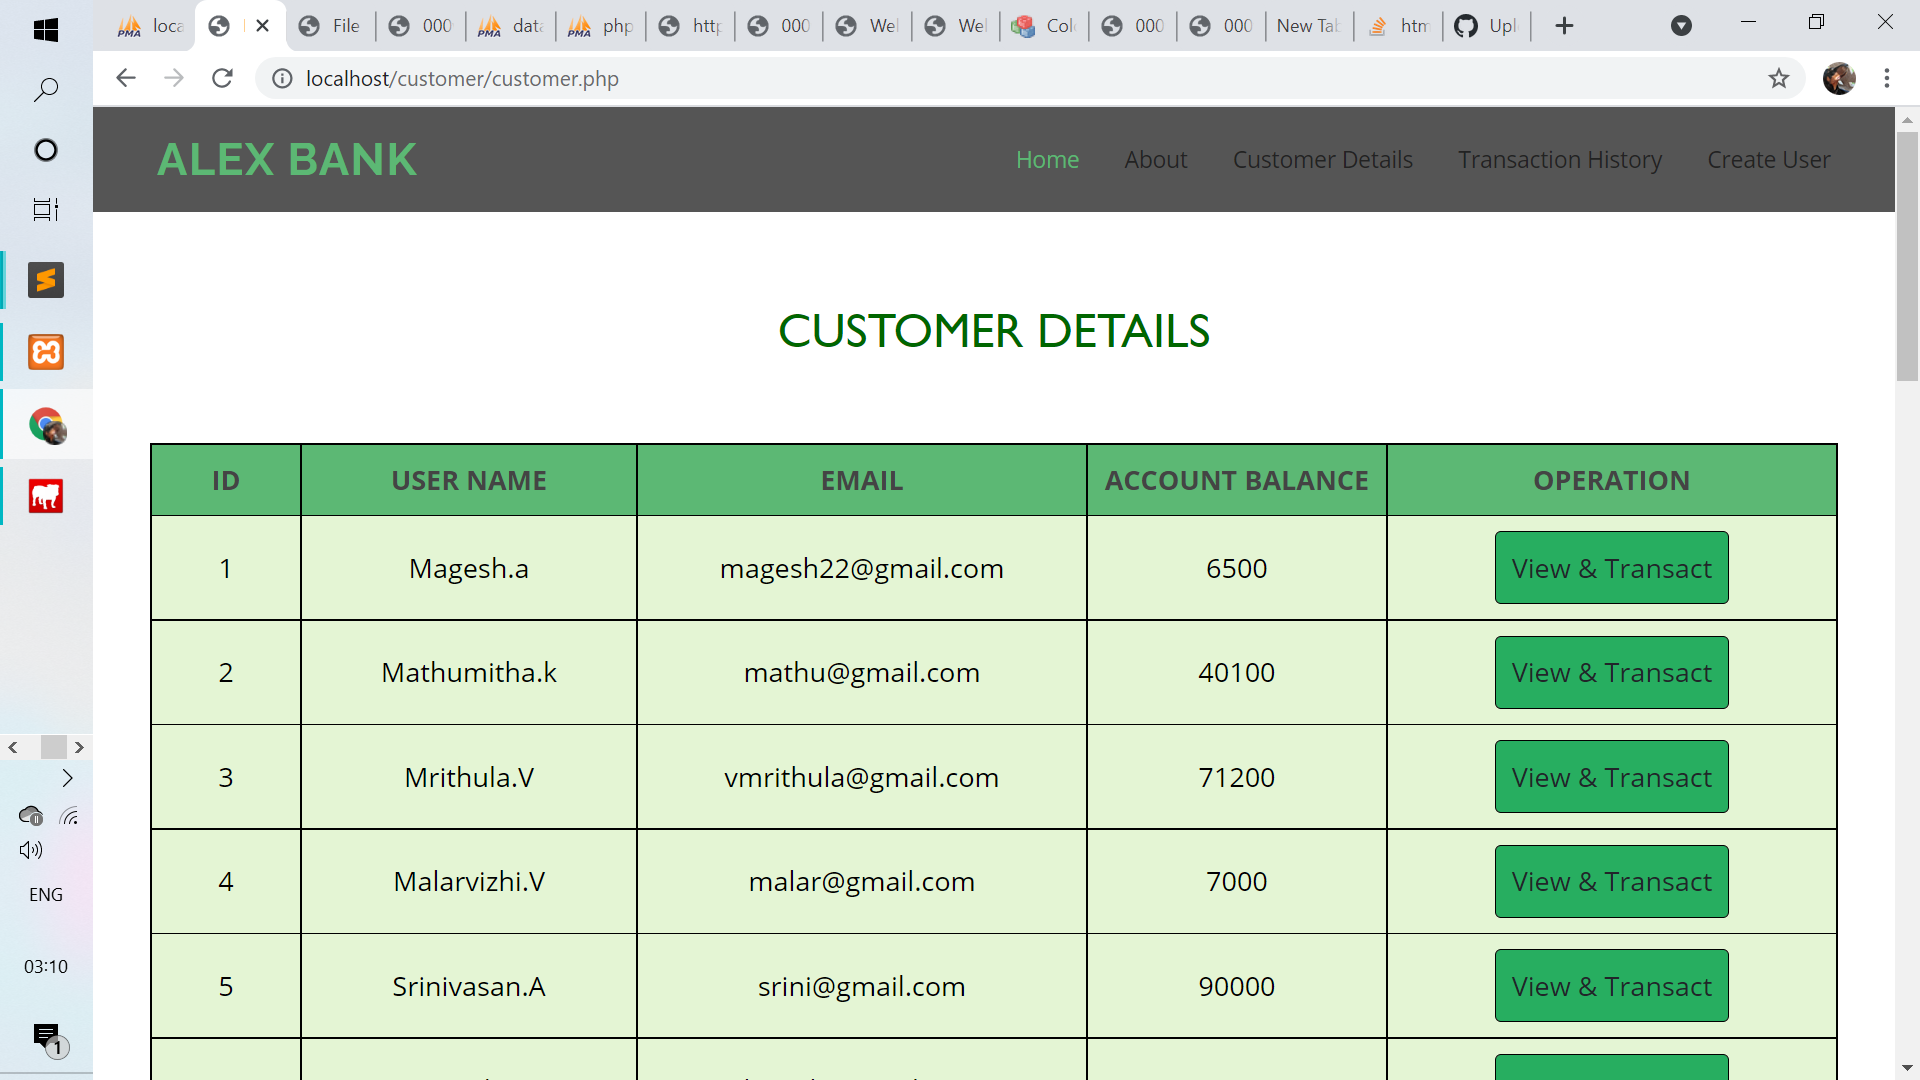 loca
File
000
data
php
http
000
Wel
Wel
Col
000
000
New Tab
htm
Upl
localhost/customer/customer.php
ALEX BANK
Home About Customer Details Transaction History Create User
CUSTOMER DETAILS
ID USER NAME EMAIL ACCOUNT BALANCE OPERATION
1 Magesh.a magesh22@gmail.com 6500 View & Transact
2 Mathumitha.k mathu@gmail.com 40100 View & Transact
3 Mrithula.V vmrithula@gmail.com 71200 View & Transact
4 Malarvizhi.V malar@gmail.com 7000 View & Transact
5 Srinivasan.A srini@gmail.com 90000 View & Transact
ENG
03:10
1